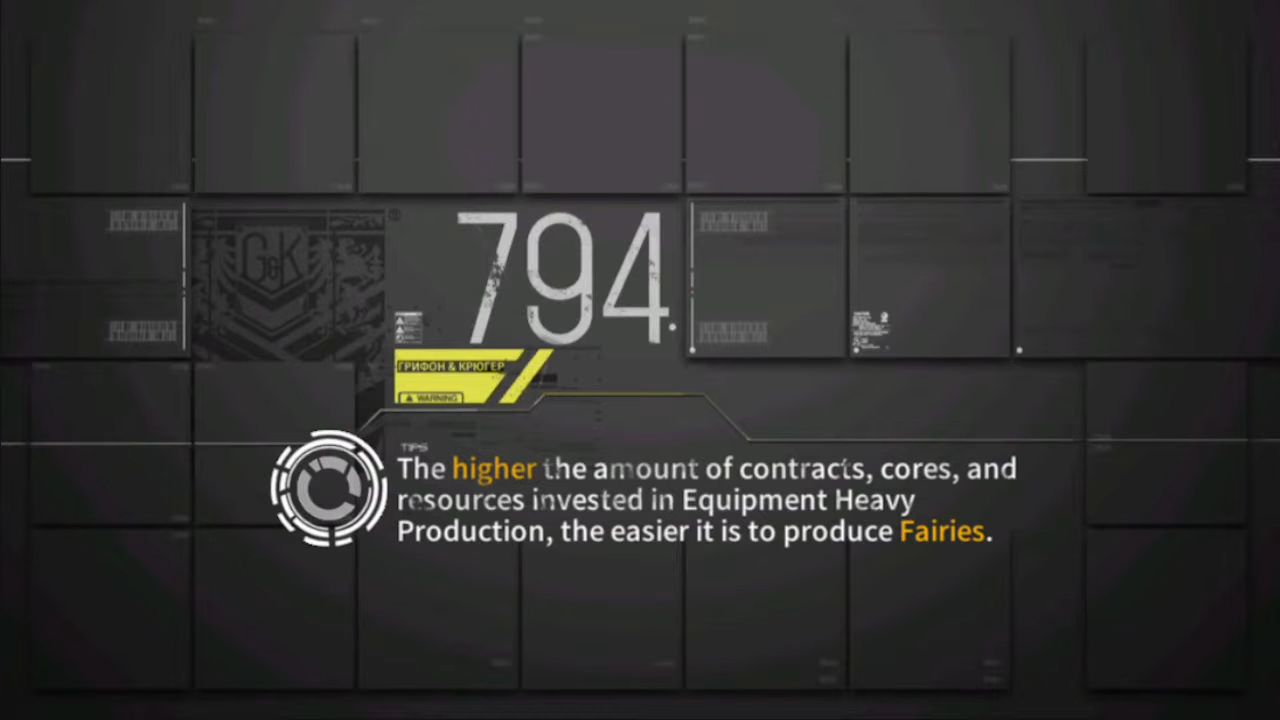 G&K
794.
ГРИФОН & КРЮГЕР
WARNING
TIPS
The higher the amount of contracts, cores, and
resources invested in Equipment Heavy
Production, the easier it is to produce Fairies.